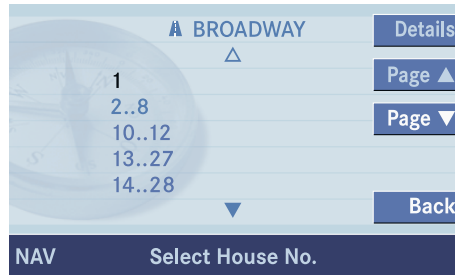 BROADWAY
Details
Page ▲
1
Page ▼
2..8
10..12
13..27
14..28
Back
NAV Select House No.